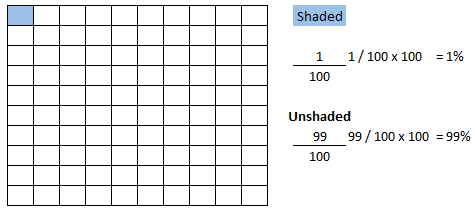 Shaded
1 1 / 100 x 100 = 1%
100
Unshaded
99 99 / 100 x 100 = 99%
100